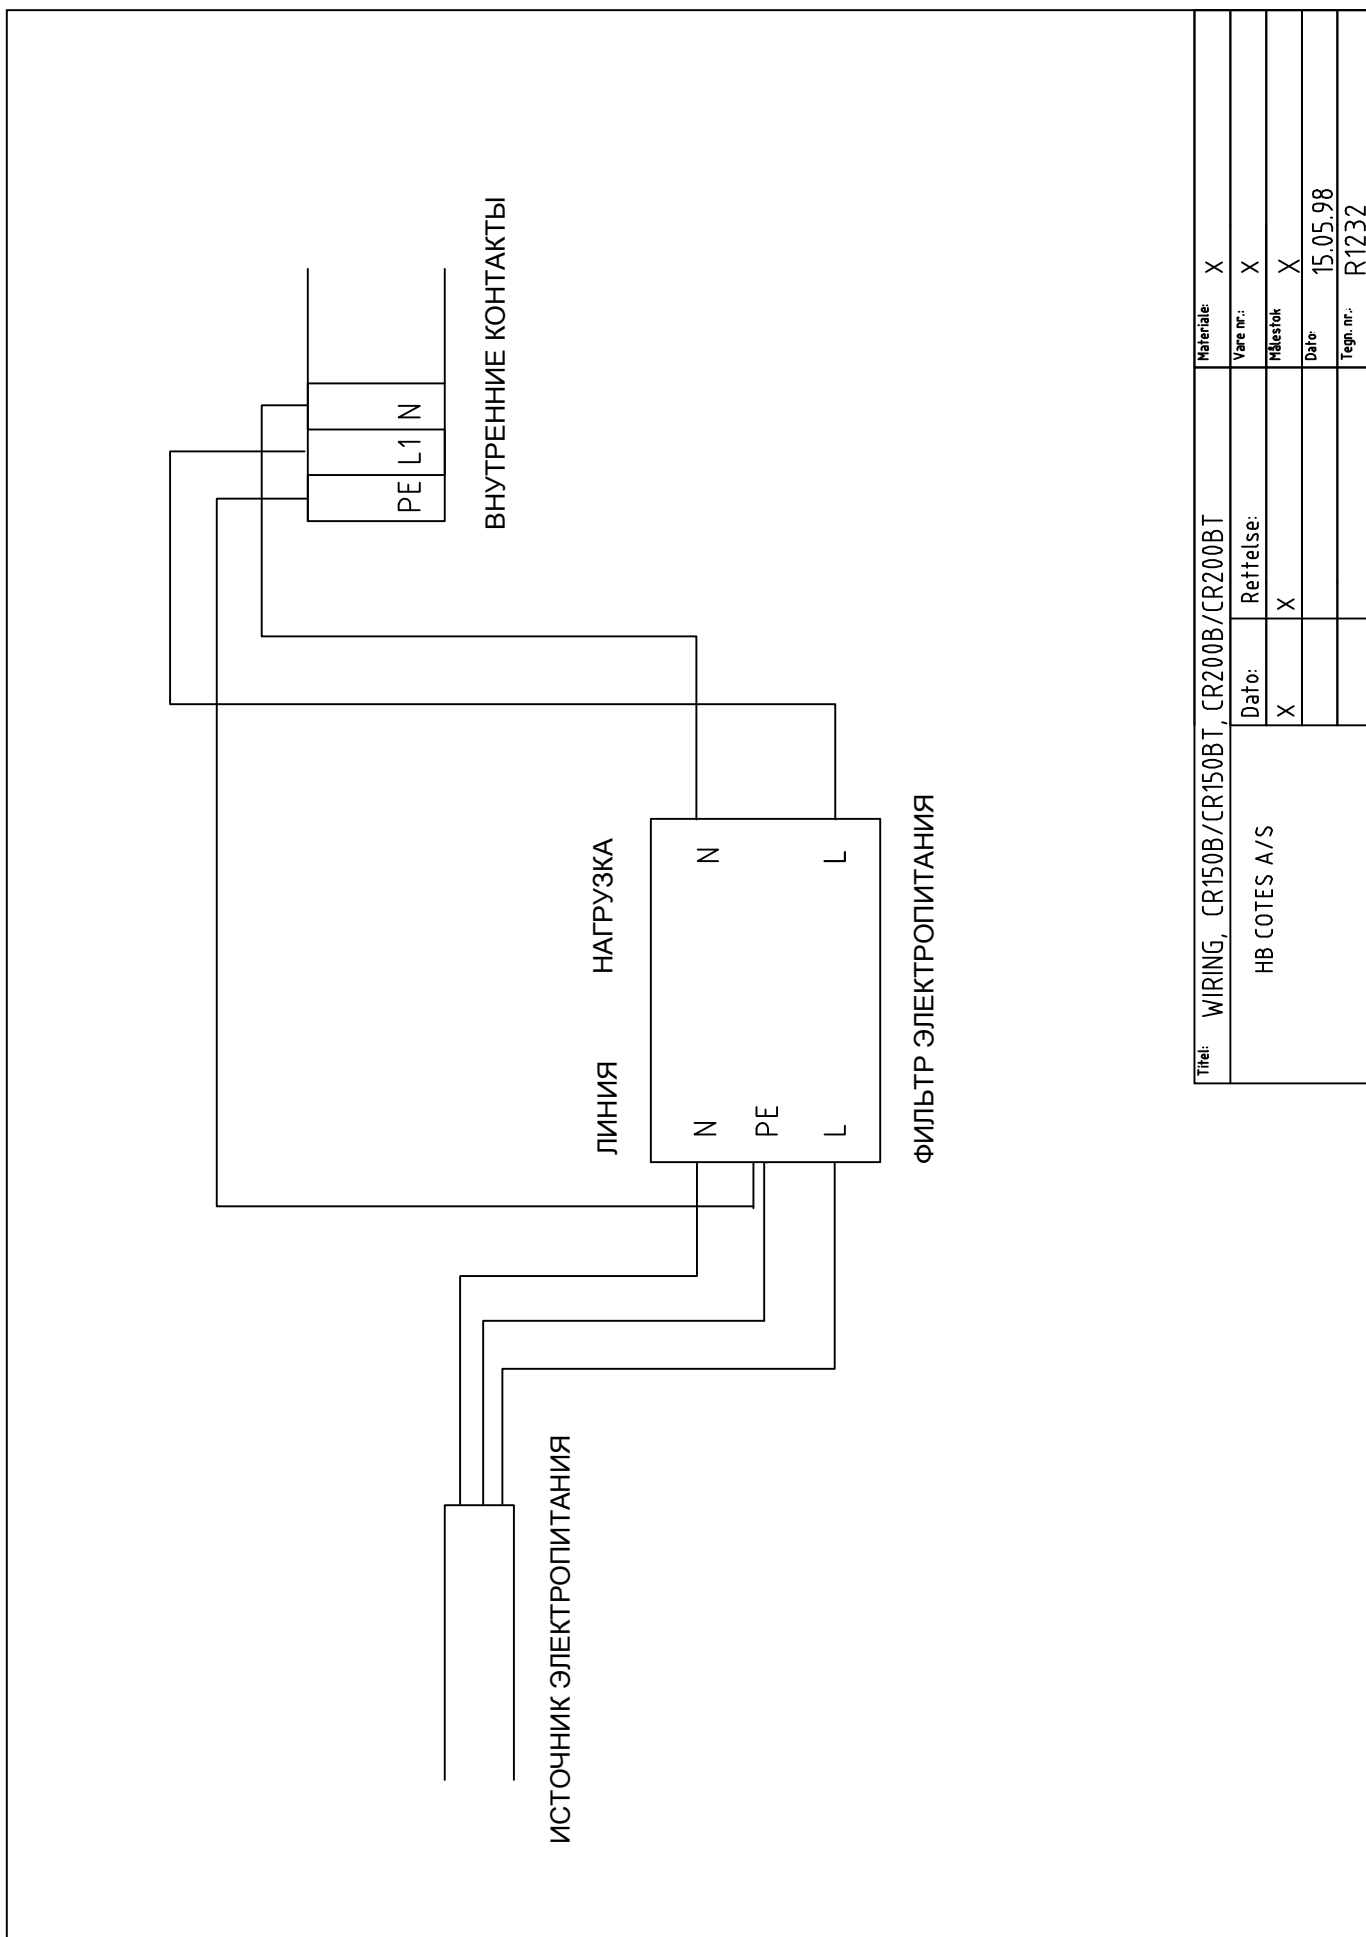 ВНУТРЕННИЕ КОНТАКТЫ
PE L1 N
НАГРУЗКА
ЛИНИЯ
N
N
PE
L
L
ФИЛЬТР ЭЛЕКТРОПИТАНИЯ
ИСТОЧНИК ЭЛЕКТРОПИТАНИЯ
Titel: WIRING, CR150B/CR150BT, CR200B/CR200BT
Materiale: X
HB COTES A/S
Dato: Rettelse:
Vare nr.: X
X X
Målestok X
Dato: 15.05.98
Tegn. nr.: R1232